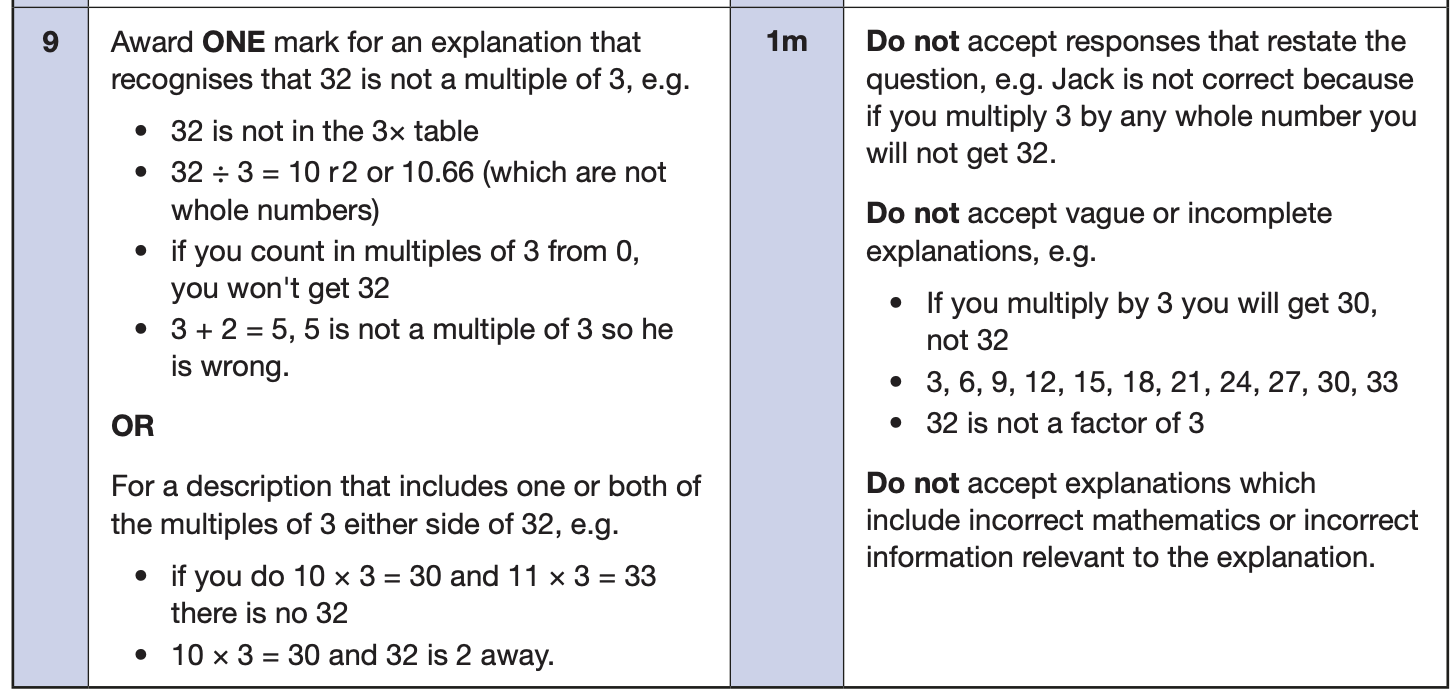 9
Award ONE mark for an explanation that
recognises that 32 is not a multiple of 3, e.g.
• 32 is not in the 3× table
• 32 ÷ 3 = 10 r 2 or 10.66 (which are not
whole numbers)
• if you count in multiples of 3 from 0,
you won't get 32
• 3 + 2 = 5, 5 is not a multiple of 3 so he
is wrong.
OR
For a description that includes one or both of
the multiples of 3 either side of 32, e.g.
• if you do 10 × 3 = 30 and 11 × 3 = 33
there is no 32
• 10 × 3 = 30 and 32 is 2 away.
1m
Do not accept responses that restate the
question, e.g. Jack is not correct because
if you multiply 3 by any whole number you
will not get 32.
Do not accept vague or incomplete
explanations, e.g.
• If you multiply by 3 you will get 30,
not 32
• 3, 6, 9, 12, 15, 18, 21, 24, 27, 30, 33
• 32 is not a factor of 3
Do not accept explanations which
include incorrect mathematics or incorrect
information relevant to the explanation.